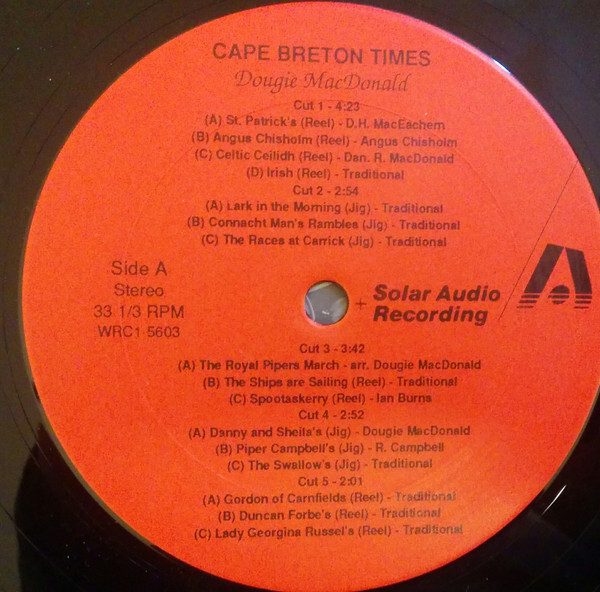 CAPE BRETON TIMES
Dougie MacDonald
Cut 1 - 4:23
(A) St. Patrick's (Reel) - D.H. MacEachern
(B) Angus Chisholm (Reel) - Angus Chisholm
(C) Celtic Ceilidh (Reel) - Dan. R. MacDonald
(D) Irish (Reel) - Traditional
Cut 2 - 2:54
(A) Lark in the Morning (Jig) - Traditional
(B) Connacht Man's Rambles (Jig) - Traditional
(C) The Races at Carrick (Jig) - Traditional
Side A
Stereo
33 1/3 RPM
WRC1-5603
Solar Audio
Recording
Cut 3 - 3:42
(A) The Royal Pipers March - arr. Dougie MacDonald
(B) The Ships are Sailing (Reel) - Traditional
(C) Spootaskerry (Reel) - Ian Burns
Cut 4 - 2:52
(A) Danny and Sheila's (Jig) - Dougie MacDonald
(B) Piper Campbell's (Jig) - R. Campbell
(C) The Swallow's (Jig) - Traditional
Cut 5 - 2:01
(A) Gordon of Carnfields (Reel) - Traditional
(B) Duncan Forbe's (Reel) - Traditional
(C) Lady Georgina Russel's (Reel) - Traditional